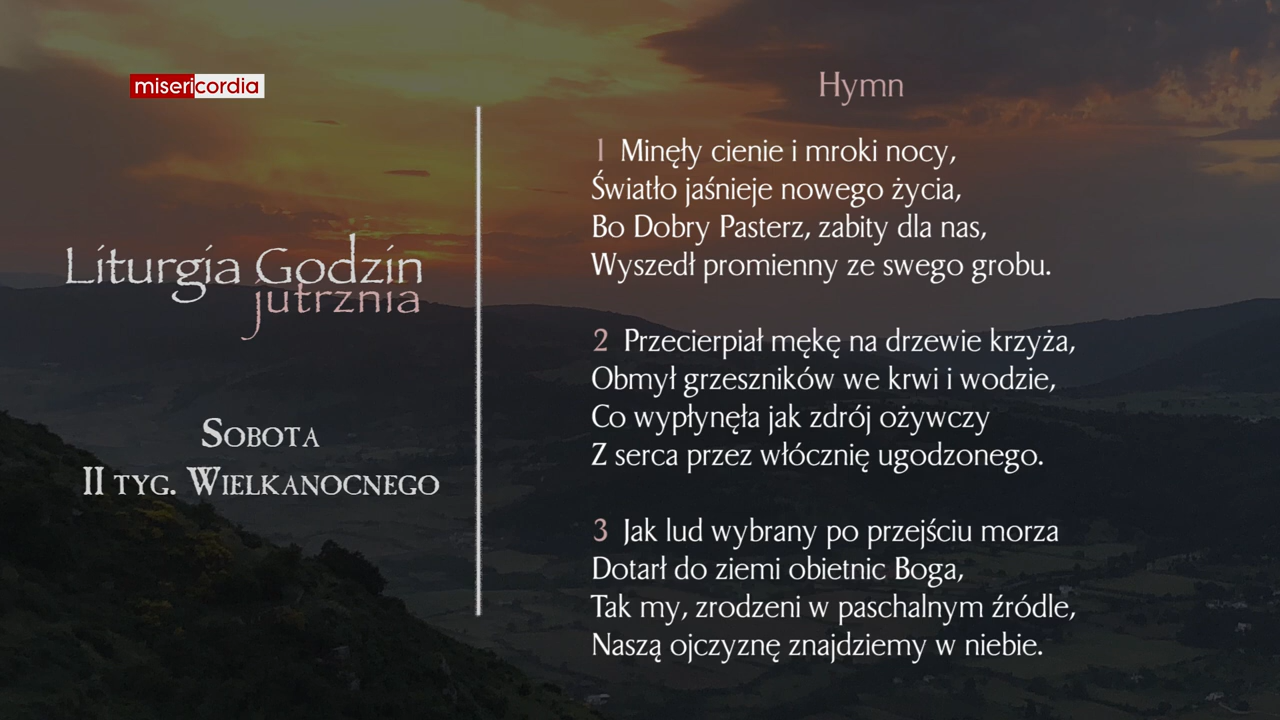 misericordia
Liturgia Godzin
jutrznia
Sobota
II tyg. Wielkanocnego
Hymn
1 Minęły cienie i mroki nocy,
Światło jaśnieje nowego życia,
Bo Dobry Pasterz, zabity dla nas,
Wyszedł promienny ze swego grobu.
2 Przecierpiał mękę na drzewie krzyża,
Obmył grzeszników we krwi i wodzie,
Co wypłynęła jak zdrój ożywczy
Z serca przez włócznię ugodzonego.
3 Jak lud wybrany po przejściu morza
Dotarł do ziemi obietnic Boga,
Tak my, zrodzeni w paschalnym źródle,
Naszą ojczyznę znajdziemy w niebie.